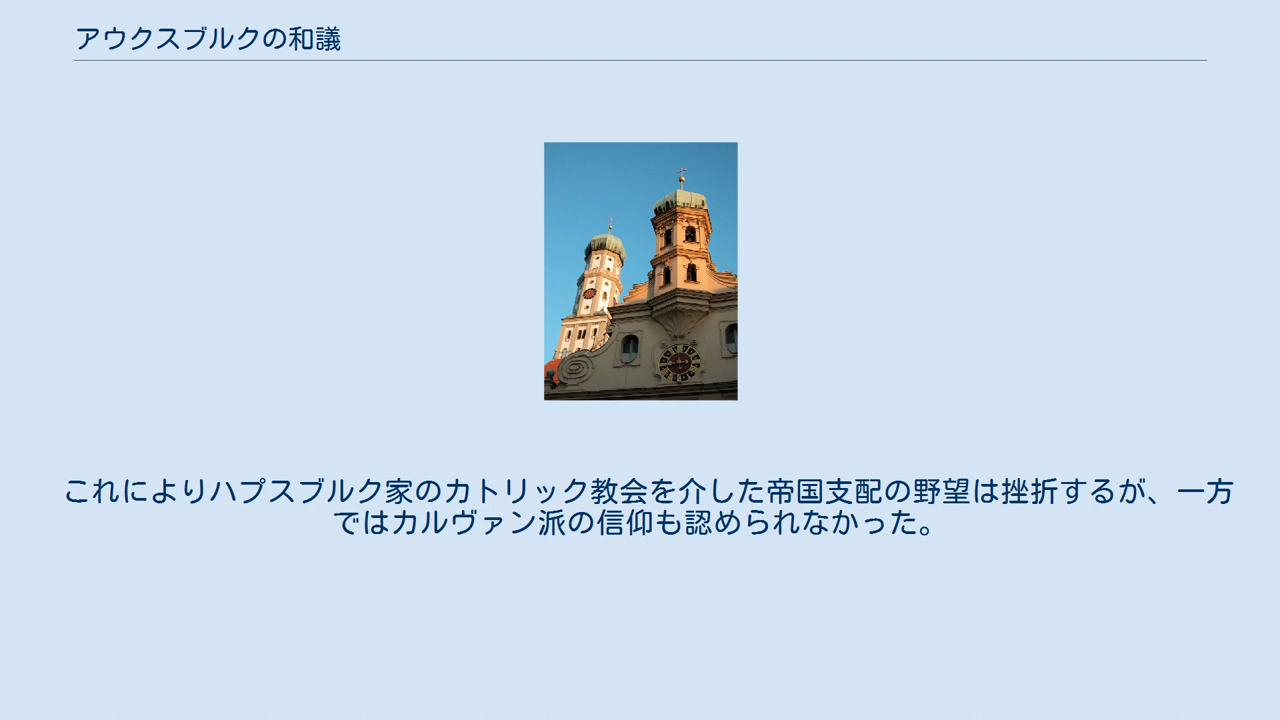 アウクスブルクの和議
これによりハプスブルク家のカトリック教会を介した帝国支配の野望は挫折するが、一方
ではカルヴァン派の信仰も認められなかった。